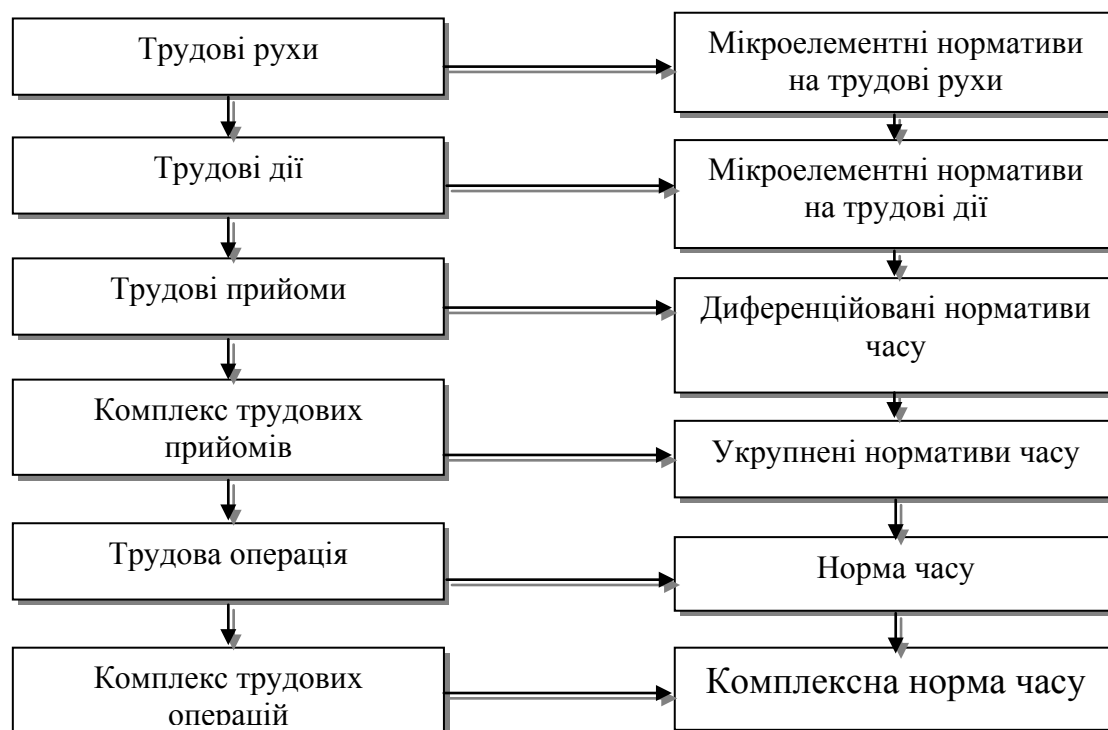 Трудові рухи
Мікроелементні нормативи
на трудові рухи
Трудові дії
Мікроелементні нормативи
на трудові дії
Трудові прийоми
Диференційовані нормативи
часу
Комплекс трудових
прийомів
Укрупнені нормативи часу
Трудова операція
Норма часу
Комплекс трудових
операцій
Комплексна норма часу